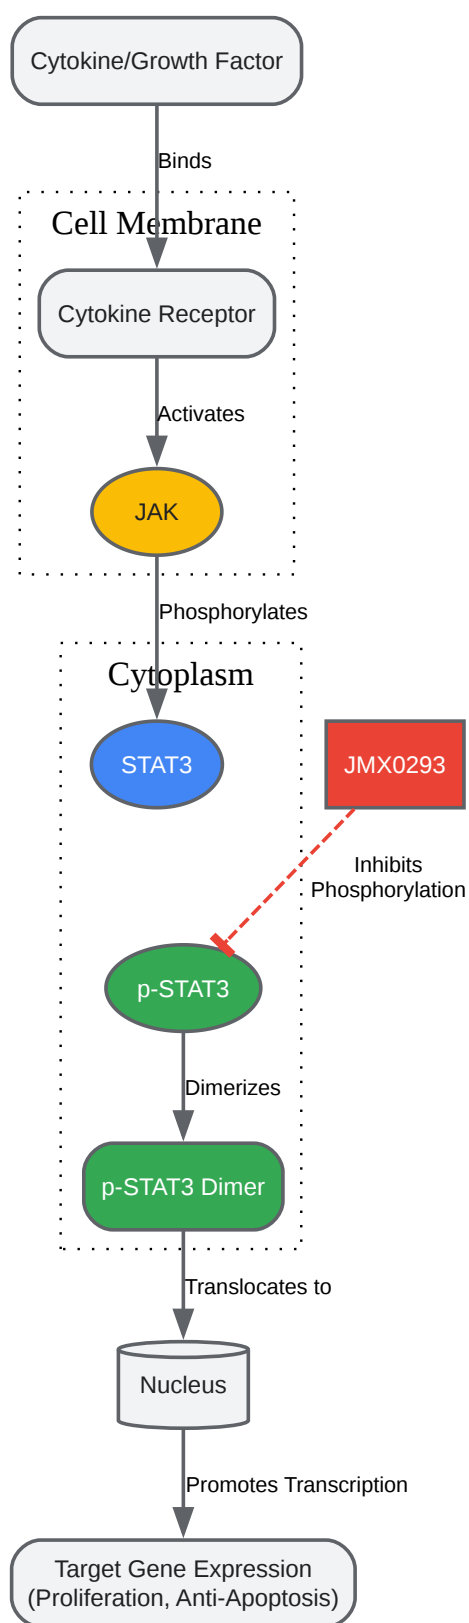 Cytokine/Growth Factor
Binds
Cell Membrane
Cytokine Receptor
Activates
JAK
Phosphorylates
Cytoplasm
STAT3
JMX0293
Inhibits
Phosphorylation
p-STAT3
Dimerizes
p-STAT3 Dimer
Translocates to
Nucleus
Promotes Transcription
Target Gene Expression
(Proliferation, Anti-Apoptosis)